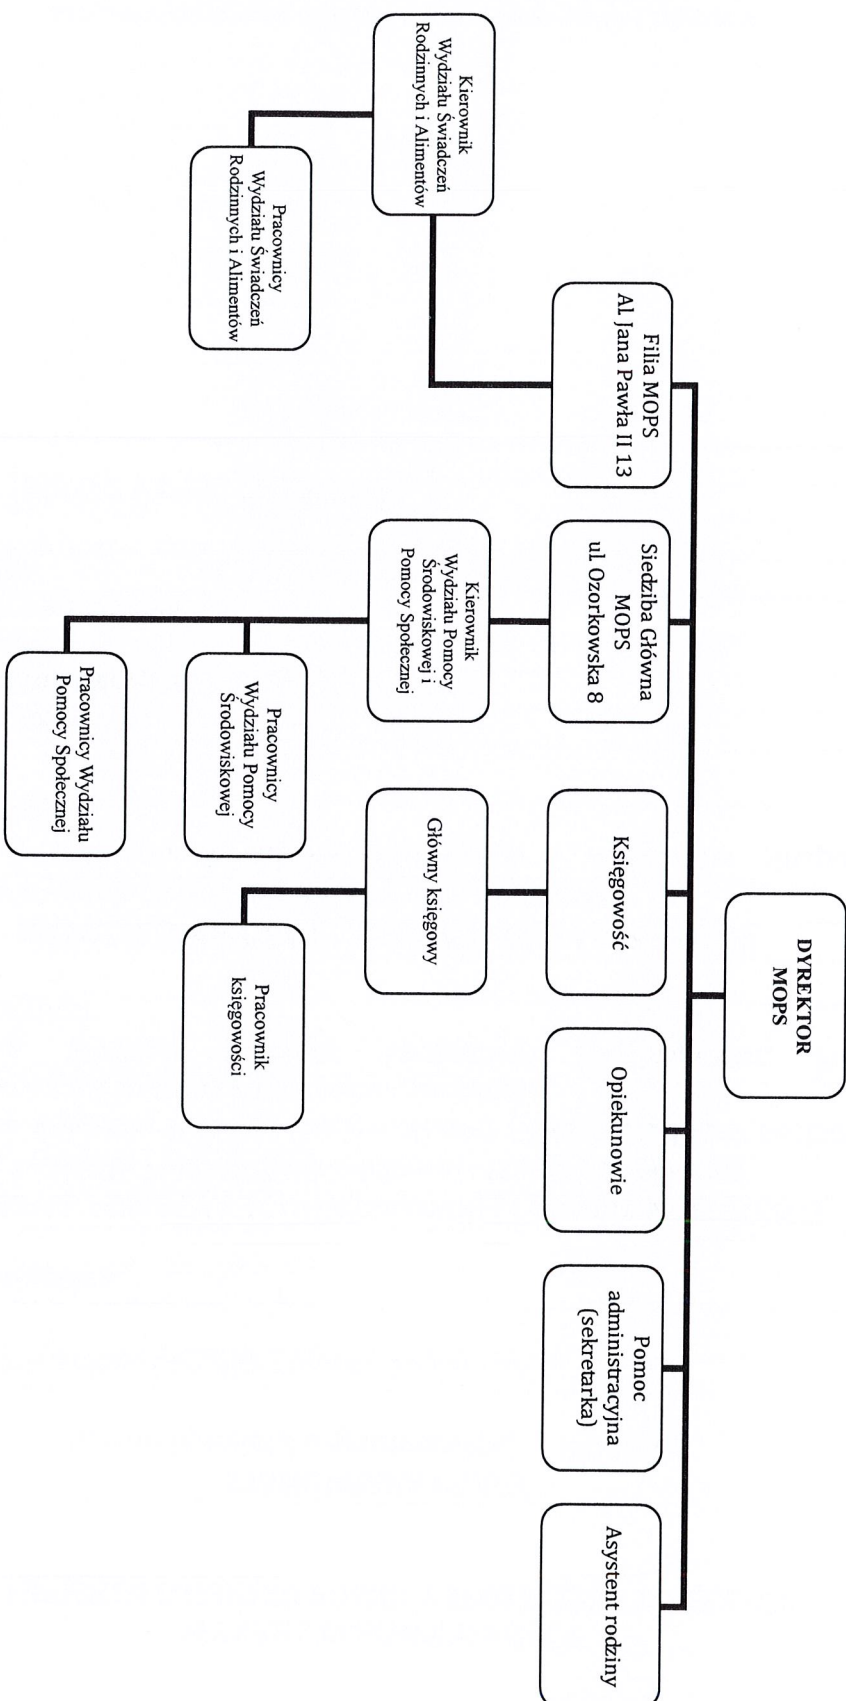 DYREKTOR
MOPS
Filia MOPS
Al. Jana Pawła II 13
Siedziba Główna
MOPS
ul. Ozorkowska 8
Księgowość
Opiekunowie
Pomoc
administracyjna
(sekretarka)
Asystent rodziny
Kierownik
Wydziału Świadczeń
Rodzinnych i Alimentów
Kierownik
Wydziału Pomocy
Środowiskowej i
Pomocy Społecznej
Główny księgowy
Pracownicy
Wydziału Świadczeń
Rodzinnych i Alimentów
Pracownicy
Wydziału Pomocy
Środowiskowej
Pracownik
księgowości
Pracownicy Wydziału
Pomocy Społecznej